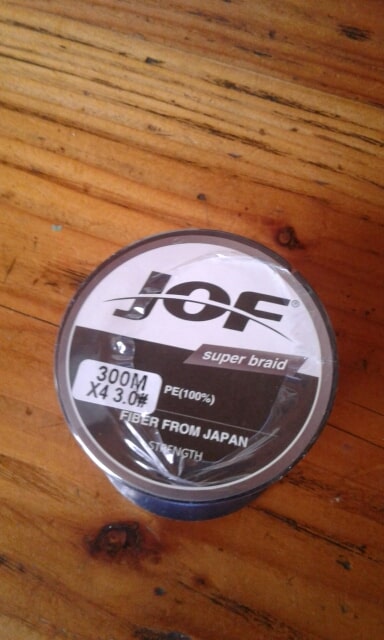 JOF®
super braid
300M
X4 3.0#
PE(100%)
FIBER FROM JAPAN
STRENGTH